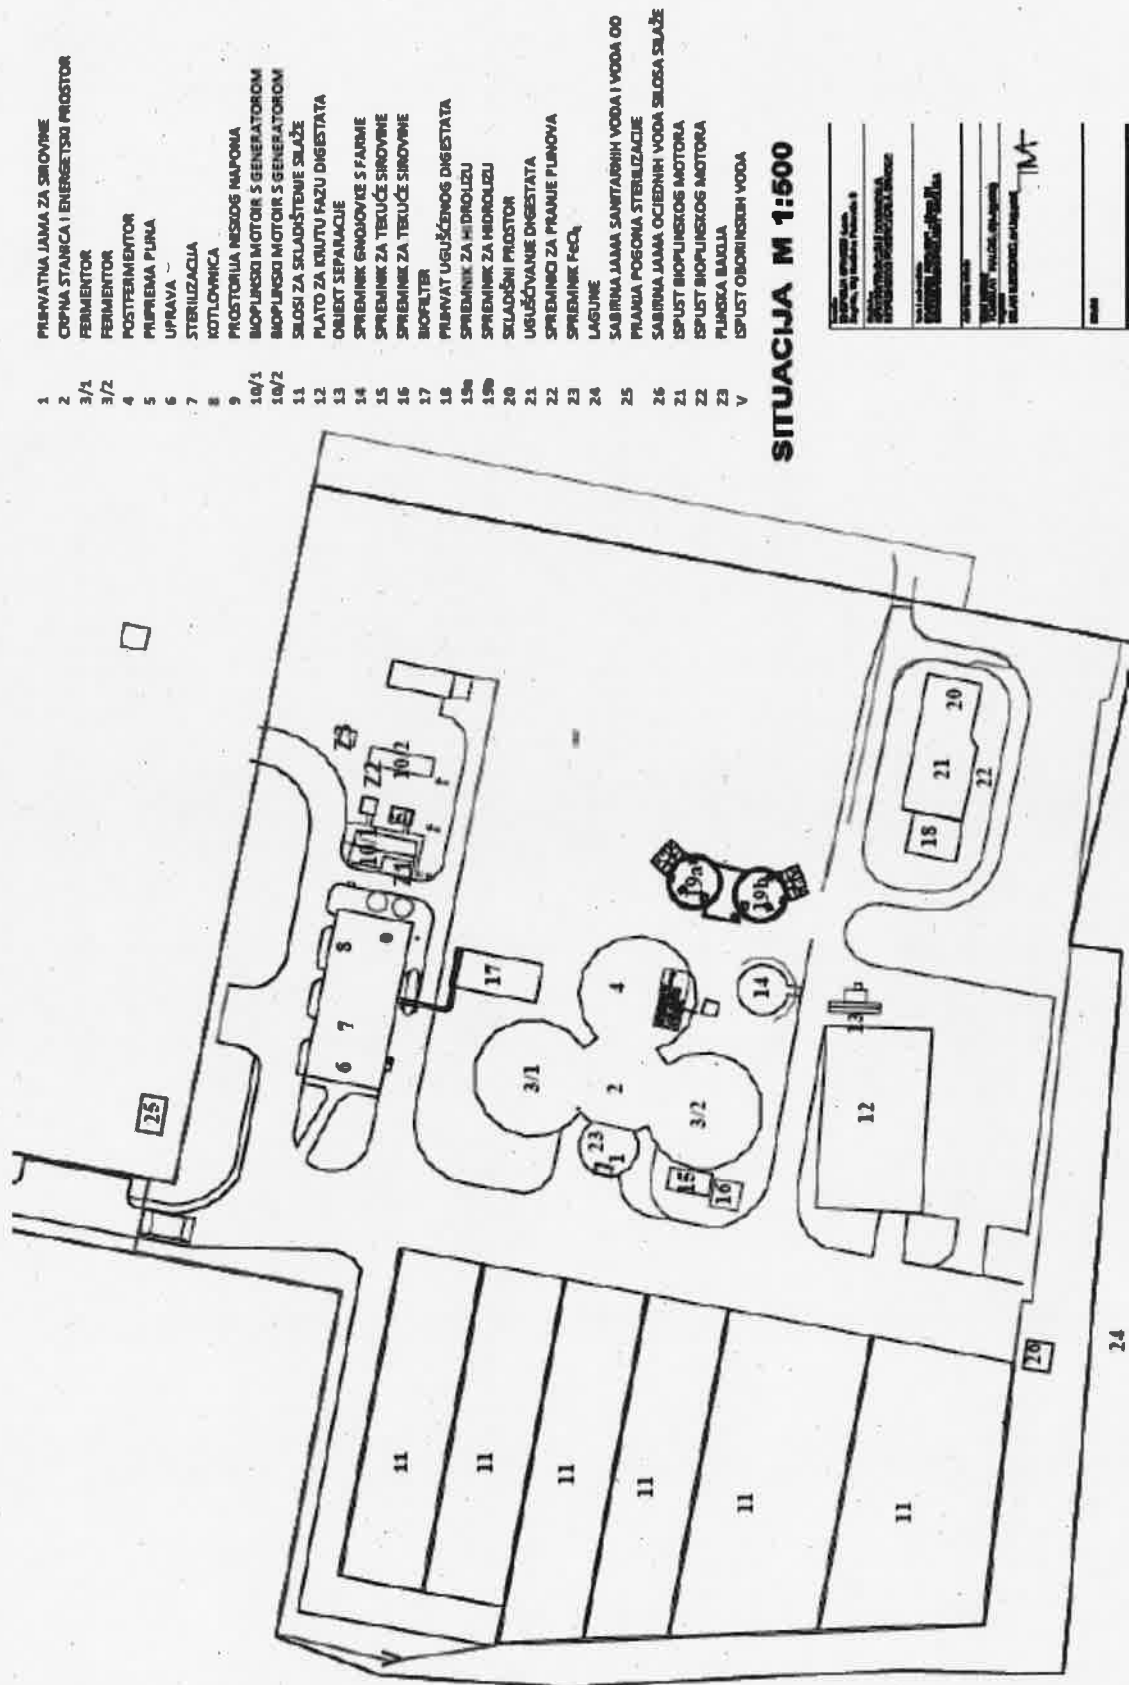 1 PRIHVATNA JAMA ZA SIROVINE
2 CRPNA STANICA I ENERGETSKI PROSTOR
3/1 FERMENTOR
3/2 FERMENTOR
4 POSTFERMENTOR
5 PRIPREMA PLINA
6 UPRAVA
7 STERILIZACIJA
8 KOTLOVNICA
9 PROSTORIJA NISKOG NAPONA
10/1 BIOPLINSKI MOTOR S GENERATOROM
10/2 BIOPLINSKI MOTOR S GENERATOROM
11 SILOSI ZA SKLADIŠTENJE SILAŽE
12 PLATO ZA KRUTU FAZU DIGESTATA
13 OBJEKT SEPARACIJE
14 SPREMNIK GNOJOVKE S FARME
15 SPREMNIK ZA TEKUĆE SIROVINE
16 SPREMNIK ZA TEKUĆE SIROVINE
17 BIOFILTER
18 PRIHVAT UGUŠĆENOG DIGESTATA
19a SPREMNIK ZA HIDROLIZU
19b SPREMNIK ZA HIDROLIZU
20 SKLADIŠNI PROSTOR
21 UGUŠĆIVANJE DIGESTATA
22 SPREMNICI ZA PRANJE PLINOVA
23 SPREMNIK FeCl₃
24 LAGUNE
25 SABIRNA JAMA SANITARNIH VODA I VODA OD
PRANJA POGONA STERILIZACIJE
26 SABIRNA JAMA OCJEDNIH VODA SILOSA SILAŽE
Z1 ISPUST BIOPLINSKOG MOTORA
Z2 ISPUST BIOPLINSKOG MOTORA
Z3 PLINSKA BAKLJA
V ISPUST OBORINSKIH VODA
SITUACIJA M 1:500
25
6
7
8
Z3
Z2
10/2
17
3/1
4
2
3/2
23
1
15
16
14
19a
19b
13
12
18
21
20
22
11
11
11
11
11
11
26
24
V